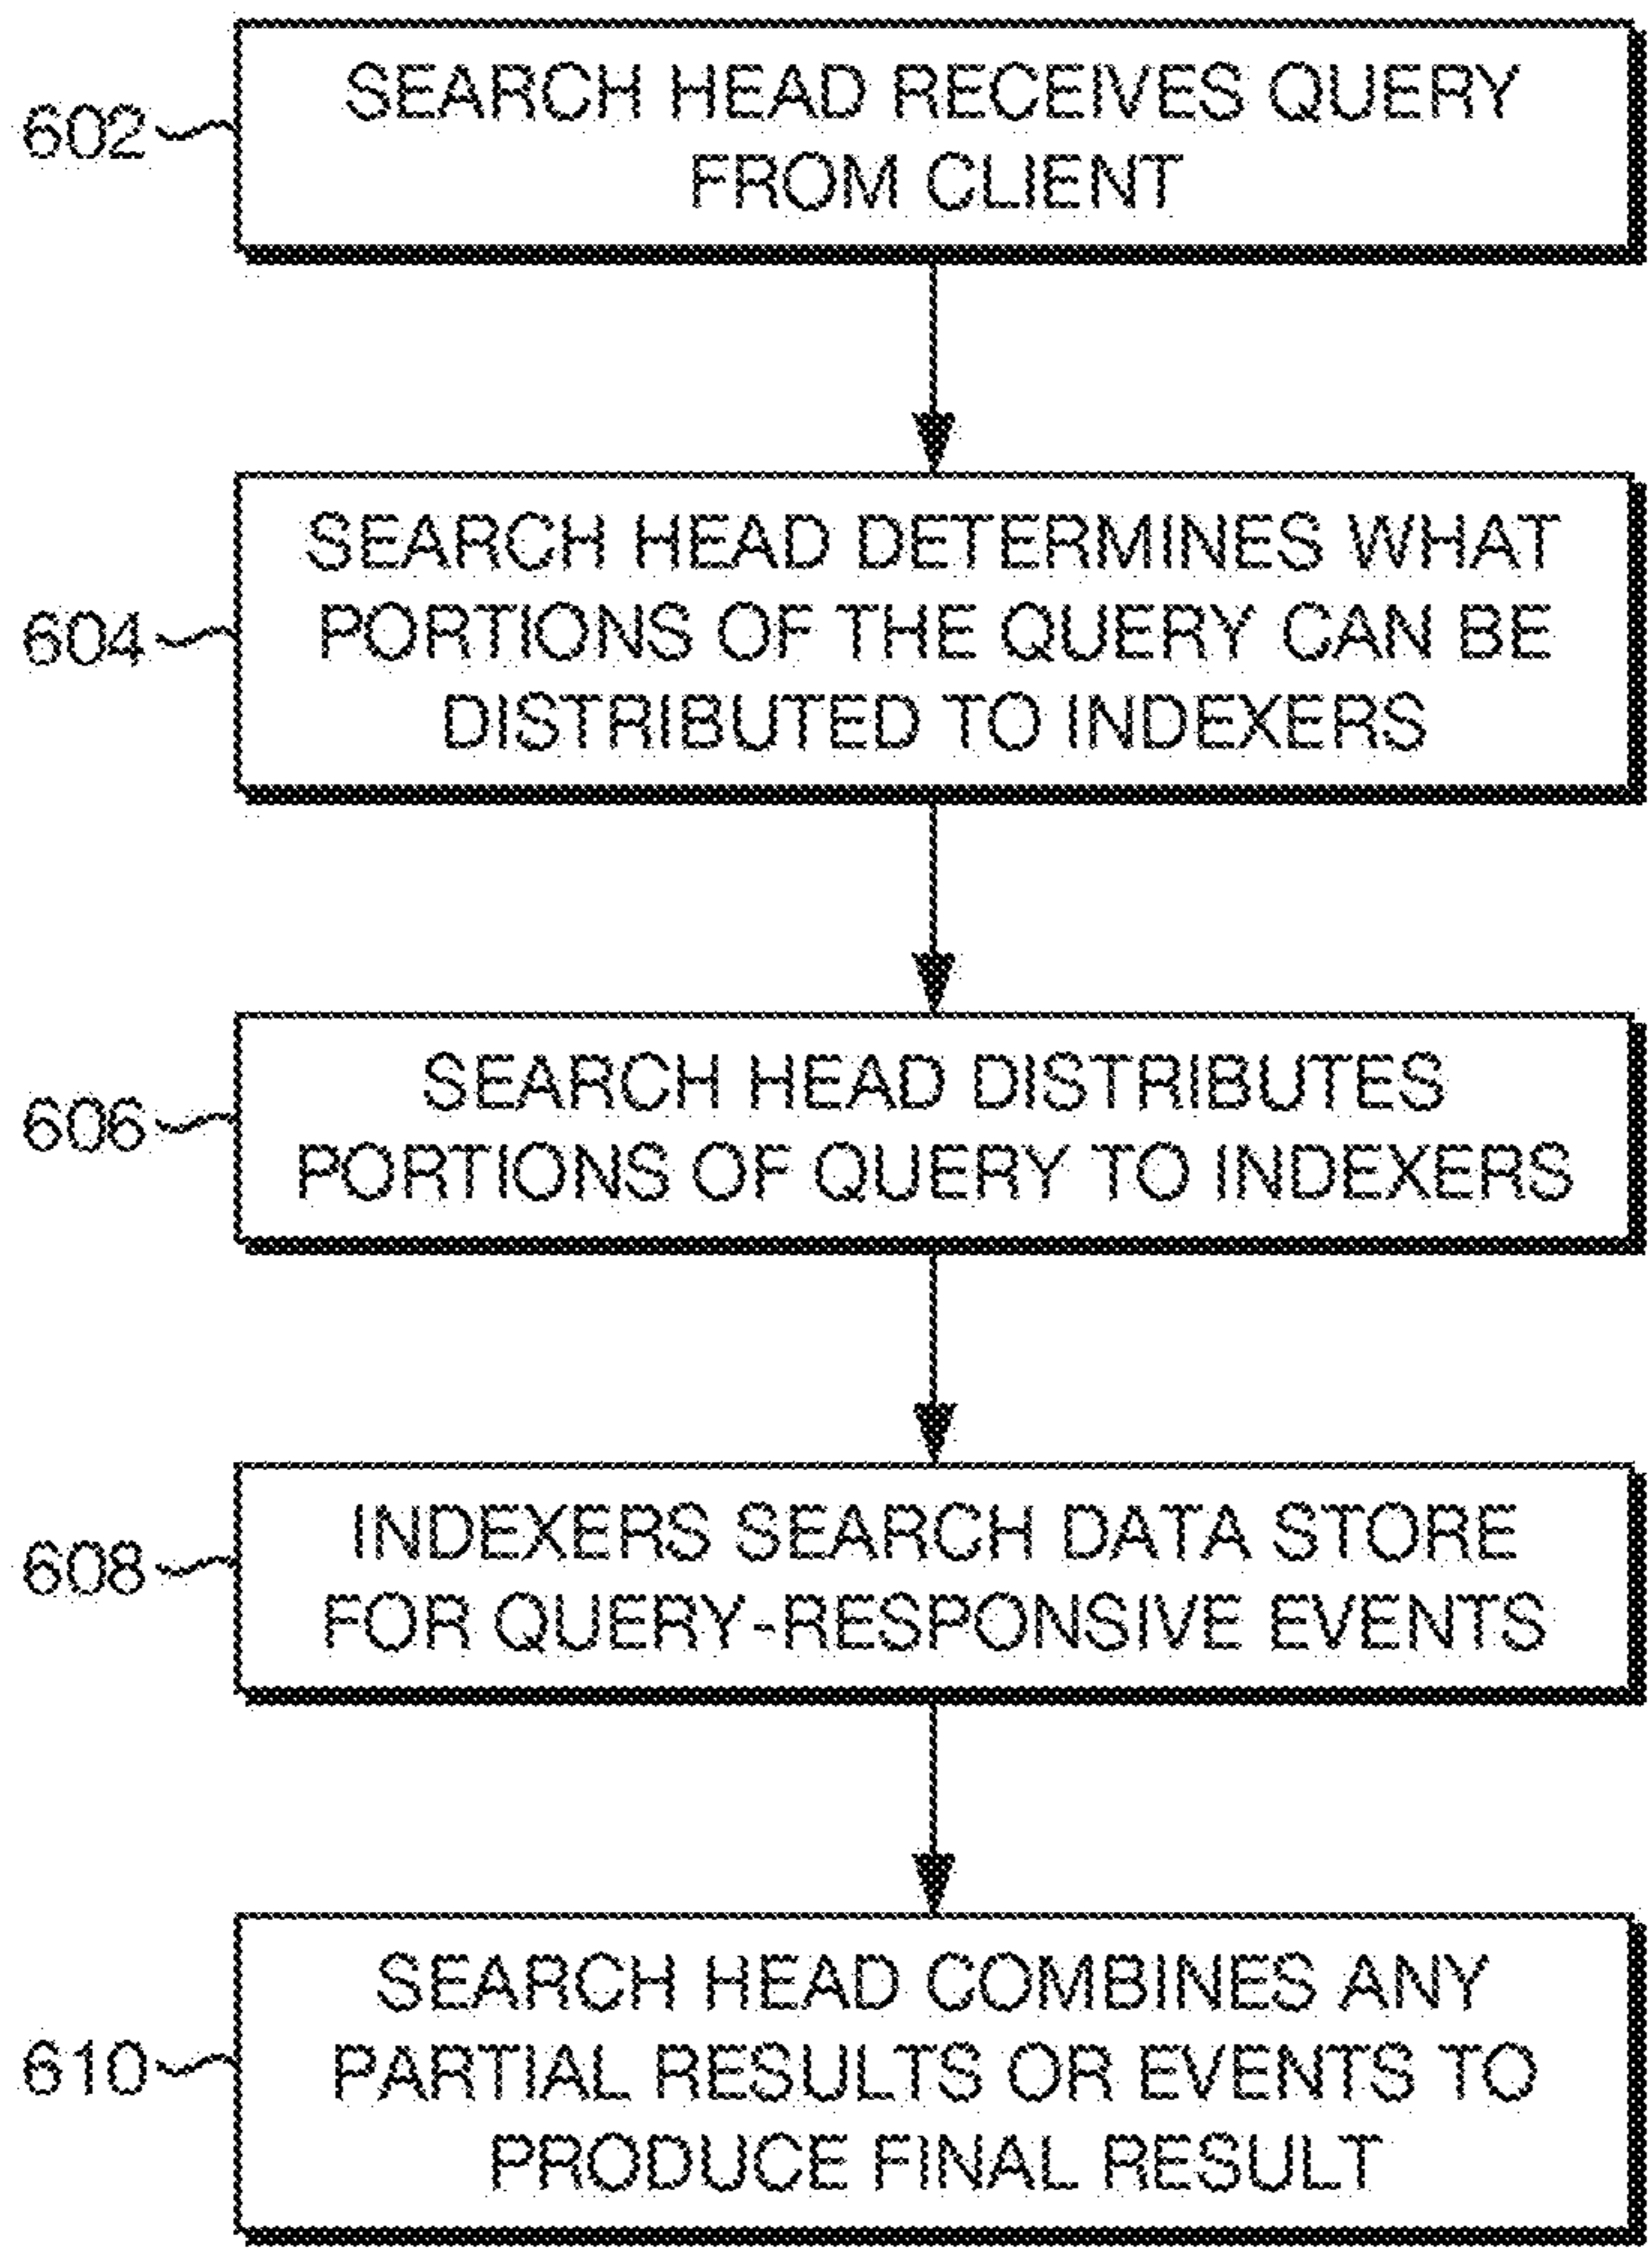 602
SEARCH HEAD RECEIVES QUERY
FROM CLIENT
604
SEARCH HEAD DETERMINES WHAT
PORTIONS OF THE QUERY CAN BE
DISTRIBUTED TO INDEXERS
606
SEARCH HEAD DISTRIBUTES
PORTIONS OF QUERY TO INDEXERS
608
INDEXERS SEARCH DATA STORE
FOR QUERY-RESPONSIVE EVENTS
610
SEARCH HEAD COMBINES ANY
PARTIAL RESULTS OR EVENTS TO
PRODUCE FINAL RESULT